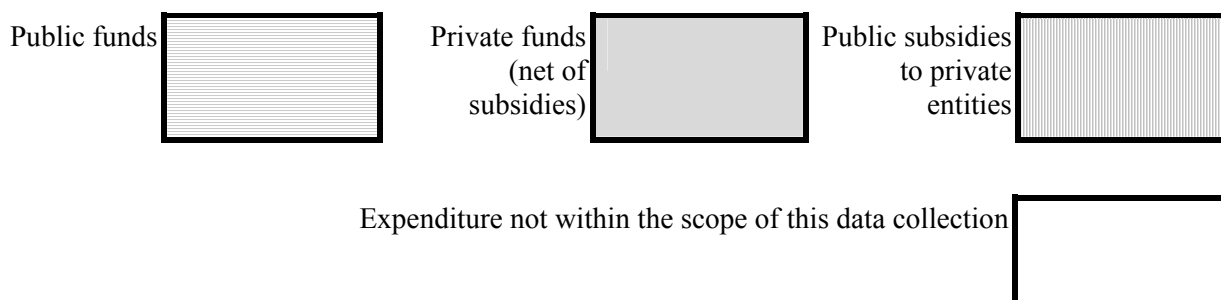 Public funds
Private funds
(net of
subsidies)
Public subsidies
to private
entities
Expenditure not within the scope of this data collection